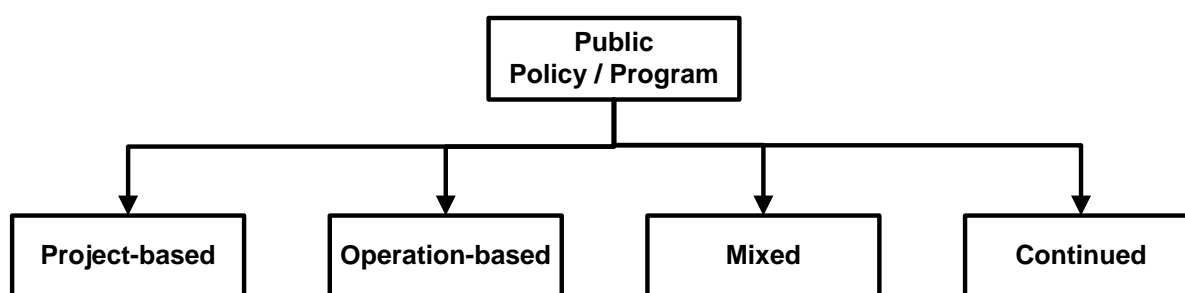 Public
Policy / Program
Project-based
Operation-based
Mixed
Continued